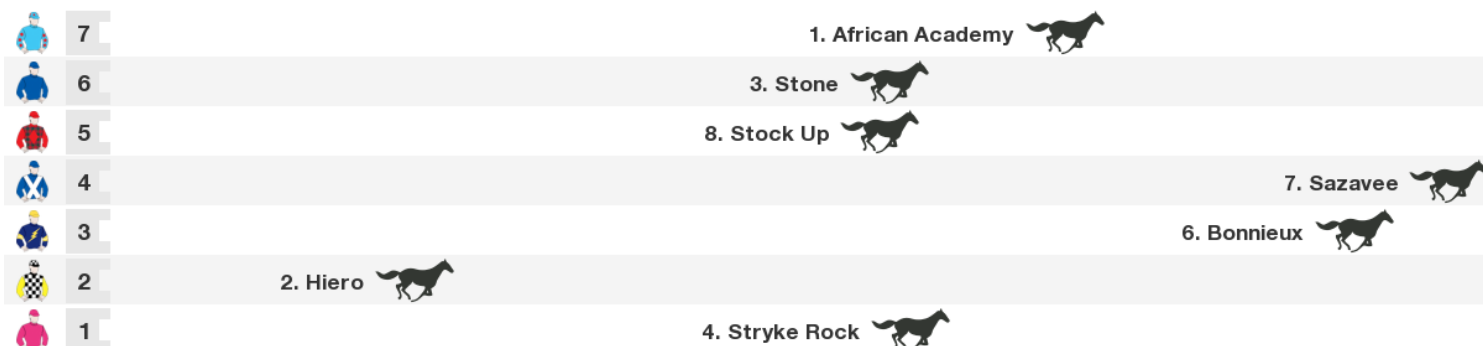 7 1. African Academy
6 3. Stone
5 8. Stock Up
4 7. Sazavee
3 6. Bonnieux
2 2. Hiero
1 4. Stryke Rock